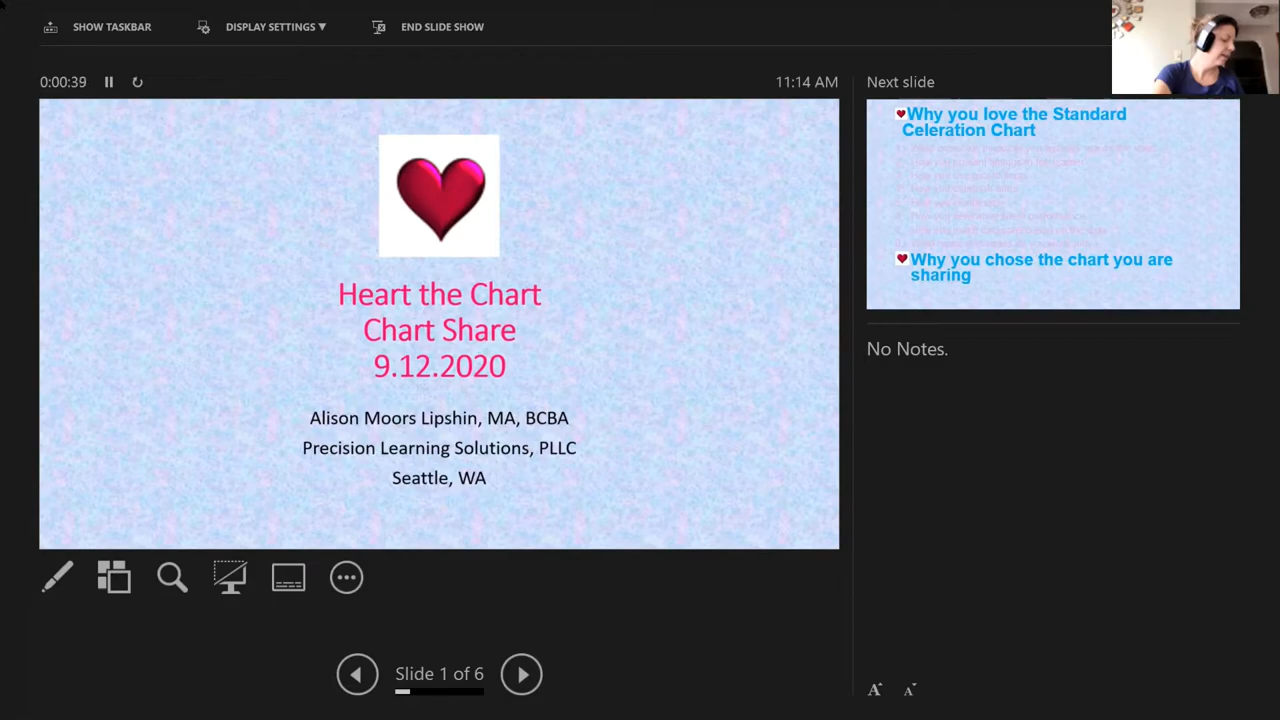 SHOW TASKBAR
DISPLAY SETTINGS ▼
END SLIDE SHOW
0:00:39
11:14 AM
Next slide
Heart the Chart
Chart Share
9.12.2020
Alison Moors Lipshin, MA, BCBA
Precision Learning Solutions, PLLC
Seattle, WA
Why you love the Standard
Celeration Chart
Why you chose the chart you are
sharing
No Notes.
Slide 1 of 6
A A